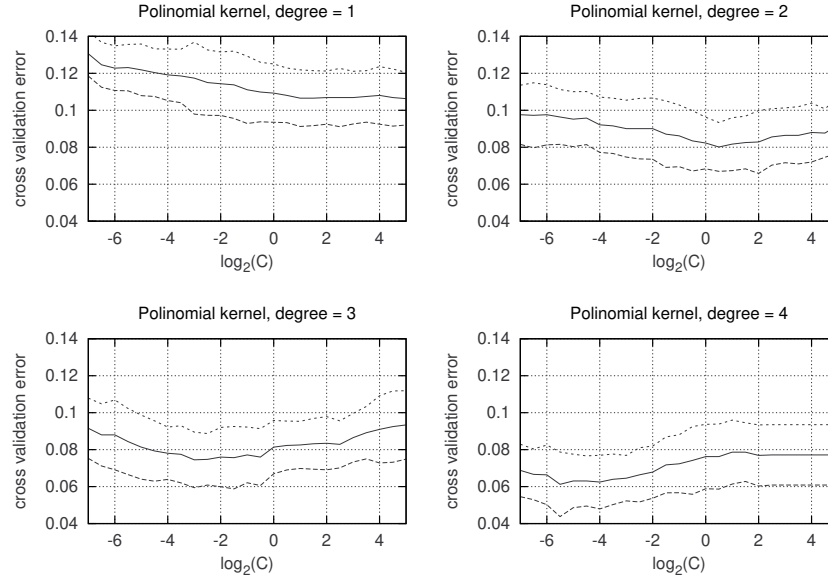 Polinomial kernel, degree = 1
cross validation error
0.14
0.12
0.1
0.08
0.06
0.04
-6 -4 -2 0 2 4
log2(C)
Polinomial kernel, degree = 2
cross validation error
0.14
0.12
0.1
0.08
0.06
0.04
-6 -4 -2 0 2 4
log2(C)
Polinomial kernel, degree = 3
cross validation error
0.14
0.12
0.1
0.08
0.06
0.04
-6 -4 -2 0 2 4
log2(C)
Polinomial kernel, degree = 4
cross validation error
0.14
0.12
0.1
0.08
0.06
0.04
-6 -4 -2 0 2 4
log2(C)